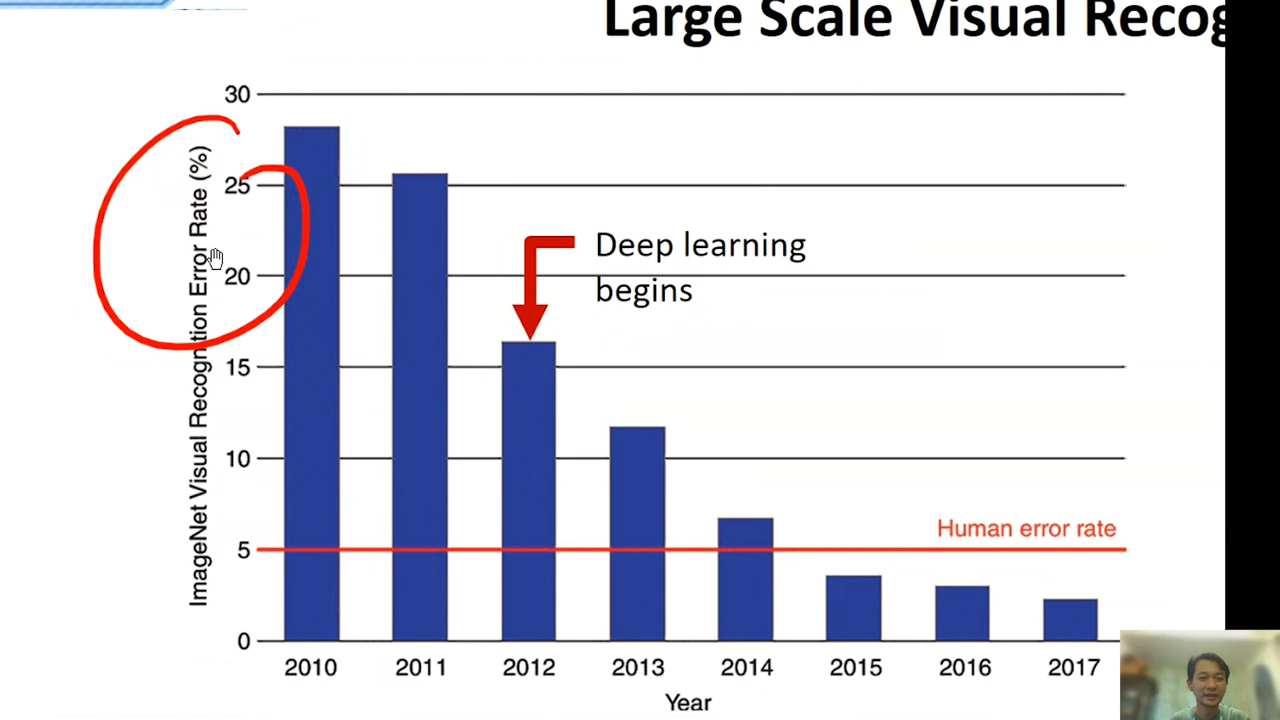 Large Scale Visual Recog
30
25
20
15
10
5
0
ImageNet Visual Recognition Error Rate (%)
Deep learning
begins
Human error rate
2010 2011 2012 2013 2014 2015 2016 2017
Year